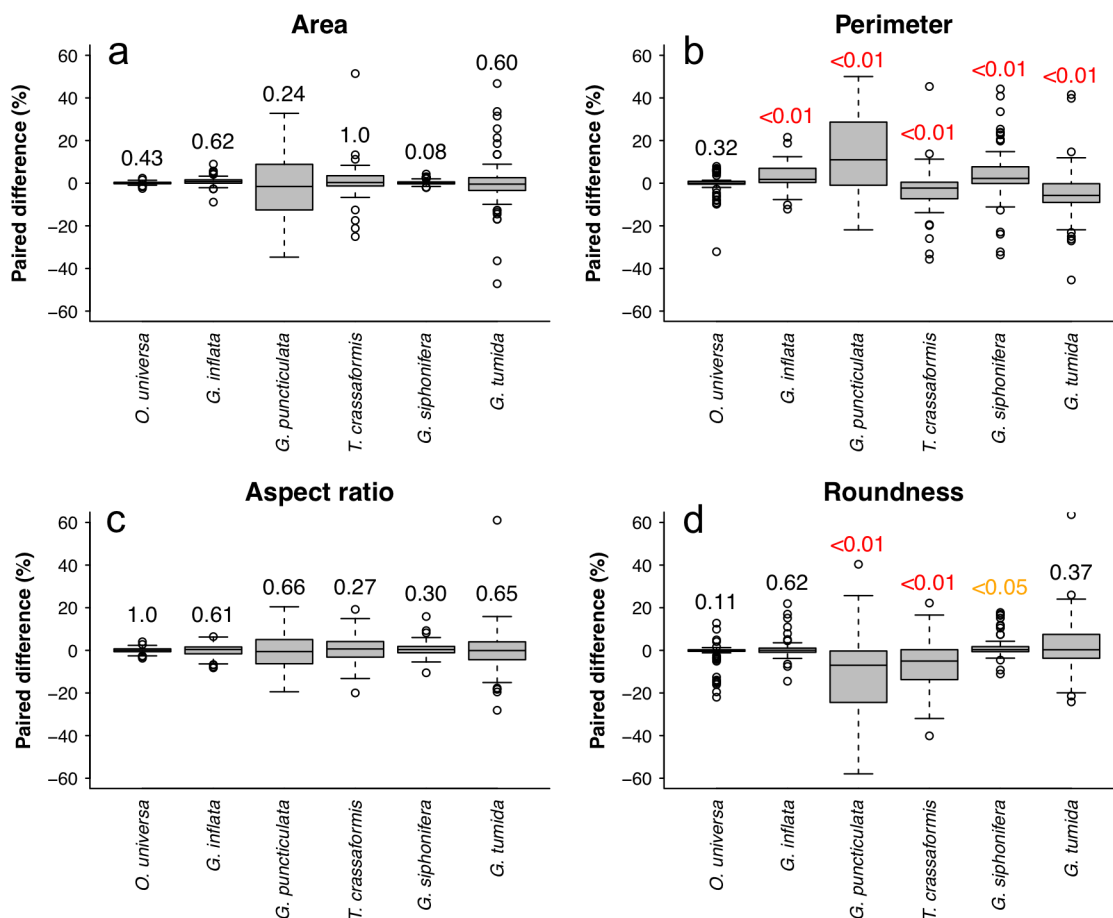 a
Area
Paired difference (%)
60
40
20
0
−20
−40
−60
0.43
0.62
0.24
1.0
0.08
0.60
O. universa
G. inflata
G. puncticulata
T. crassaformis
G. siphonifera
G. tumida
b
Perimeter
Paired difference (%)
60
40
20
0
−20
−40
−60
0.32
<0.01
<0.01
<0.01
<0.01
<0.01
O. universa
G. inflata
G. puncticulata
T. crassaformis
G. siphonifera
G. tumida
c
Aspect ratio
Paired difference (%)
60
40
20
0
−20
−40
−60
1.0
0.61
0.66
0.27
0.30
0.65
O. universa
G. inflata
G. puncticulata
T. crassaformis
G. siphonifera
G. tumida
d
Roundness
Paired difference (%)
60
40
20
0
−20
−40
−60
0.11
0.62
<0.01
<0.01
<0.05
0.37
O. universa
G. inflata
G. puncticulata
T. crassaformis
G. siphonifera
G. tumida